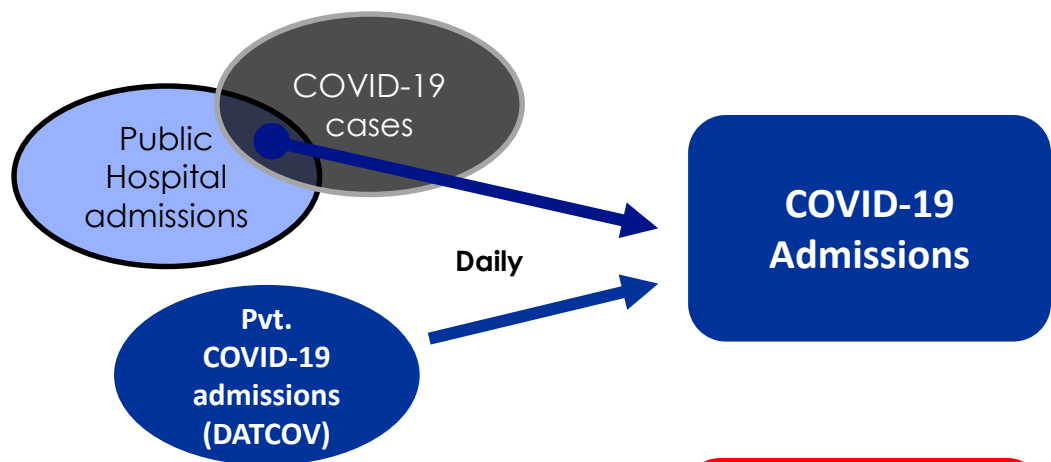 COVID-19
cases
Public
Hospital
admissions
COVID-19
Admissions
Daily
Pvt.
COVID-19
admissions
(DATCOV)